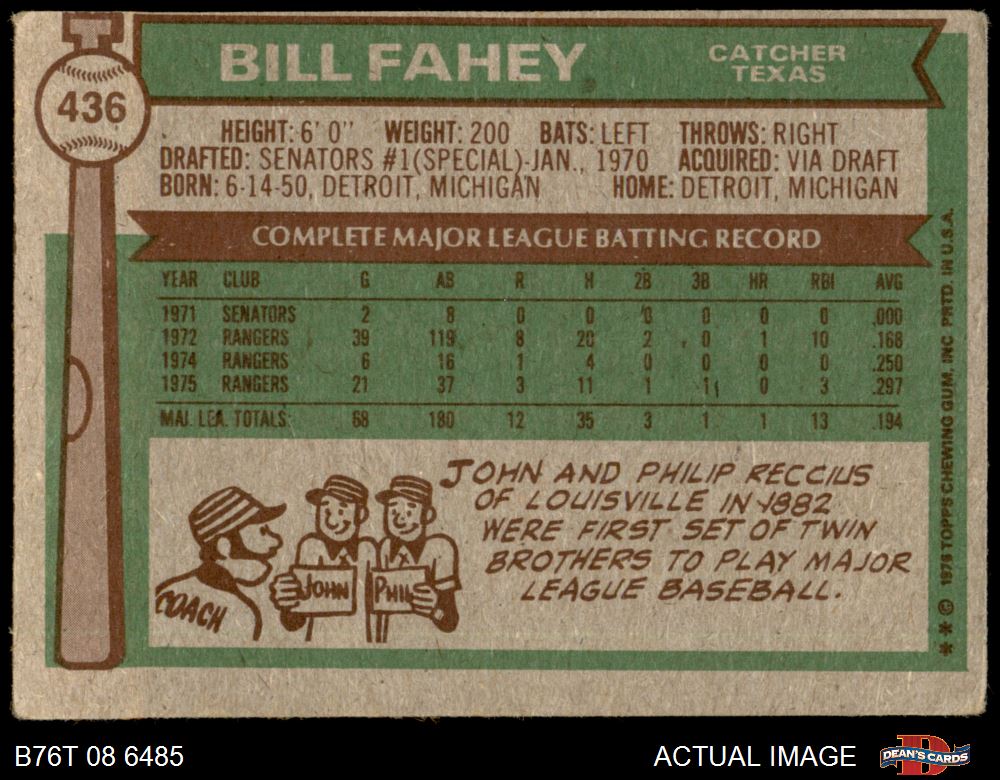 436
BILL FAHEY
CATCHER
TEXAS
HEIGHT: 6' 0" WEIGHT: 200 BATS: LEFT THROWS: RIGHT
DRAFTED: SENATORS #1(SPECIAL)-JAN., 1970 ACQUIRED: VIA DRAFT
BORN: 6-14-50, DETROIT, MICHIGAN HOME: DETROIT, MICHIGAN
COMPLETE MAJOR LEAGUE BATTING RECORD
YEAR CLUB G AB R H 2B 3B HR RBI AVG
1971 SENATORS 2 8 0 0 0 0 0 0 .000
1972 RANGERS 39 119 8 20 2 0 1 10 .168
1974 RANGERS 6 16 1 4 0 0 0 0 .250
1975 RANGERS 21 37 3 11 1 1 0 3 .297
MAJ. LEA. TOTALS 68 180 12 35 3 1 1 13 .194
JOHN AND PHILIP RECCIUS
OF LOUISVILLE IN 1882
WERE FIRST SET OF TWIN
BROTHERS TO PLAY MAJOR
LEAGUE BASEBALL.
COACH
JOHN
PHIL
* * © 1976 TOPPS CHEWING GUM, INC PRTD. IN U.S.A.
B76T 08 6485
ACTUAL IMAGE
DEAN'S CARDS